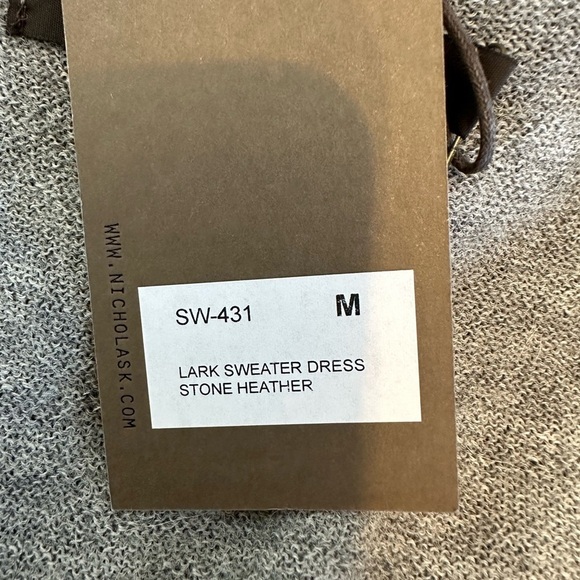 WWW.NICHOLASK.COM
SW-431 M
LARK SWEATER DRESS
STONE HEATHER